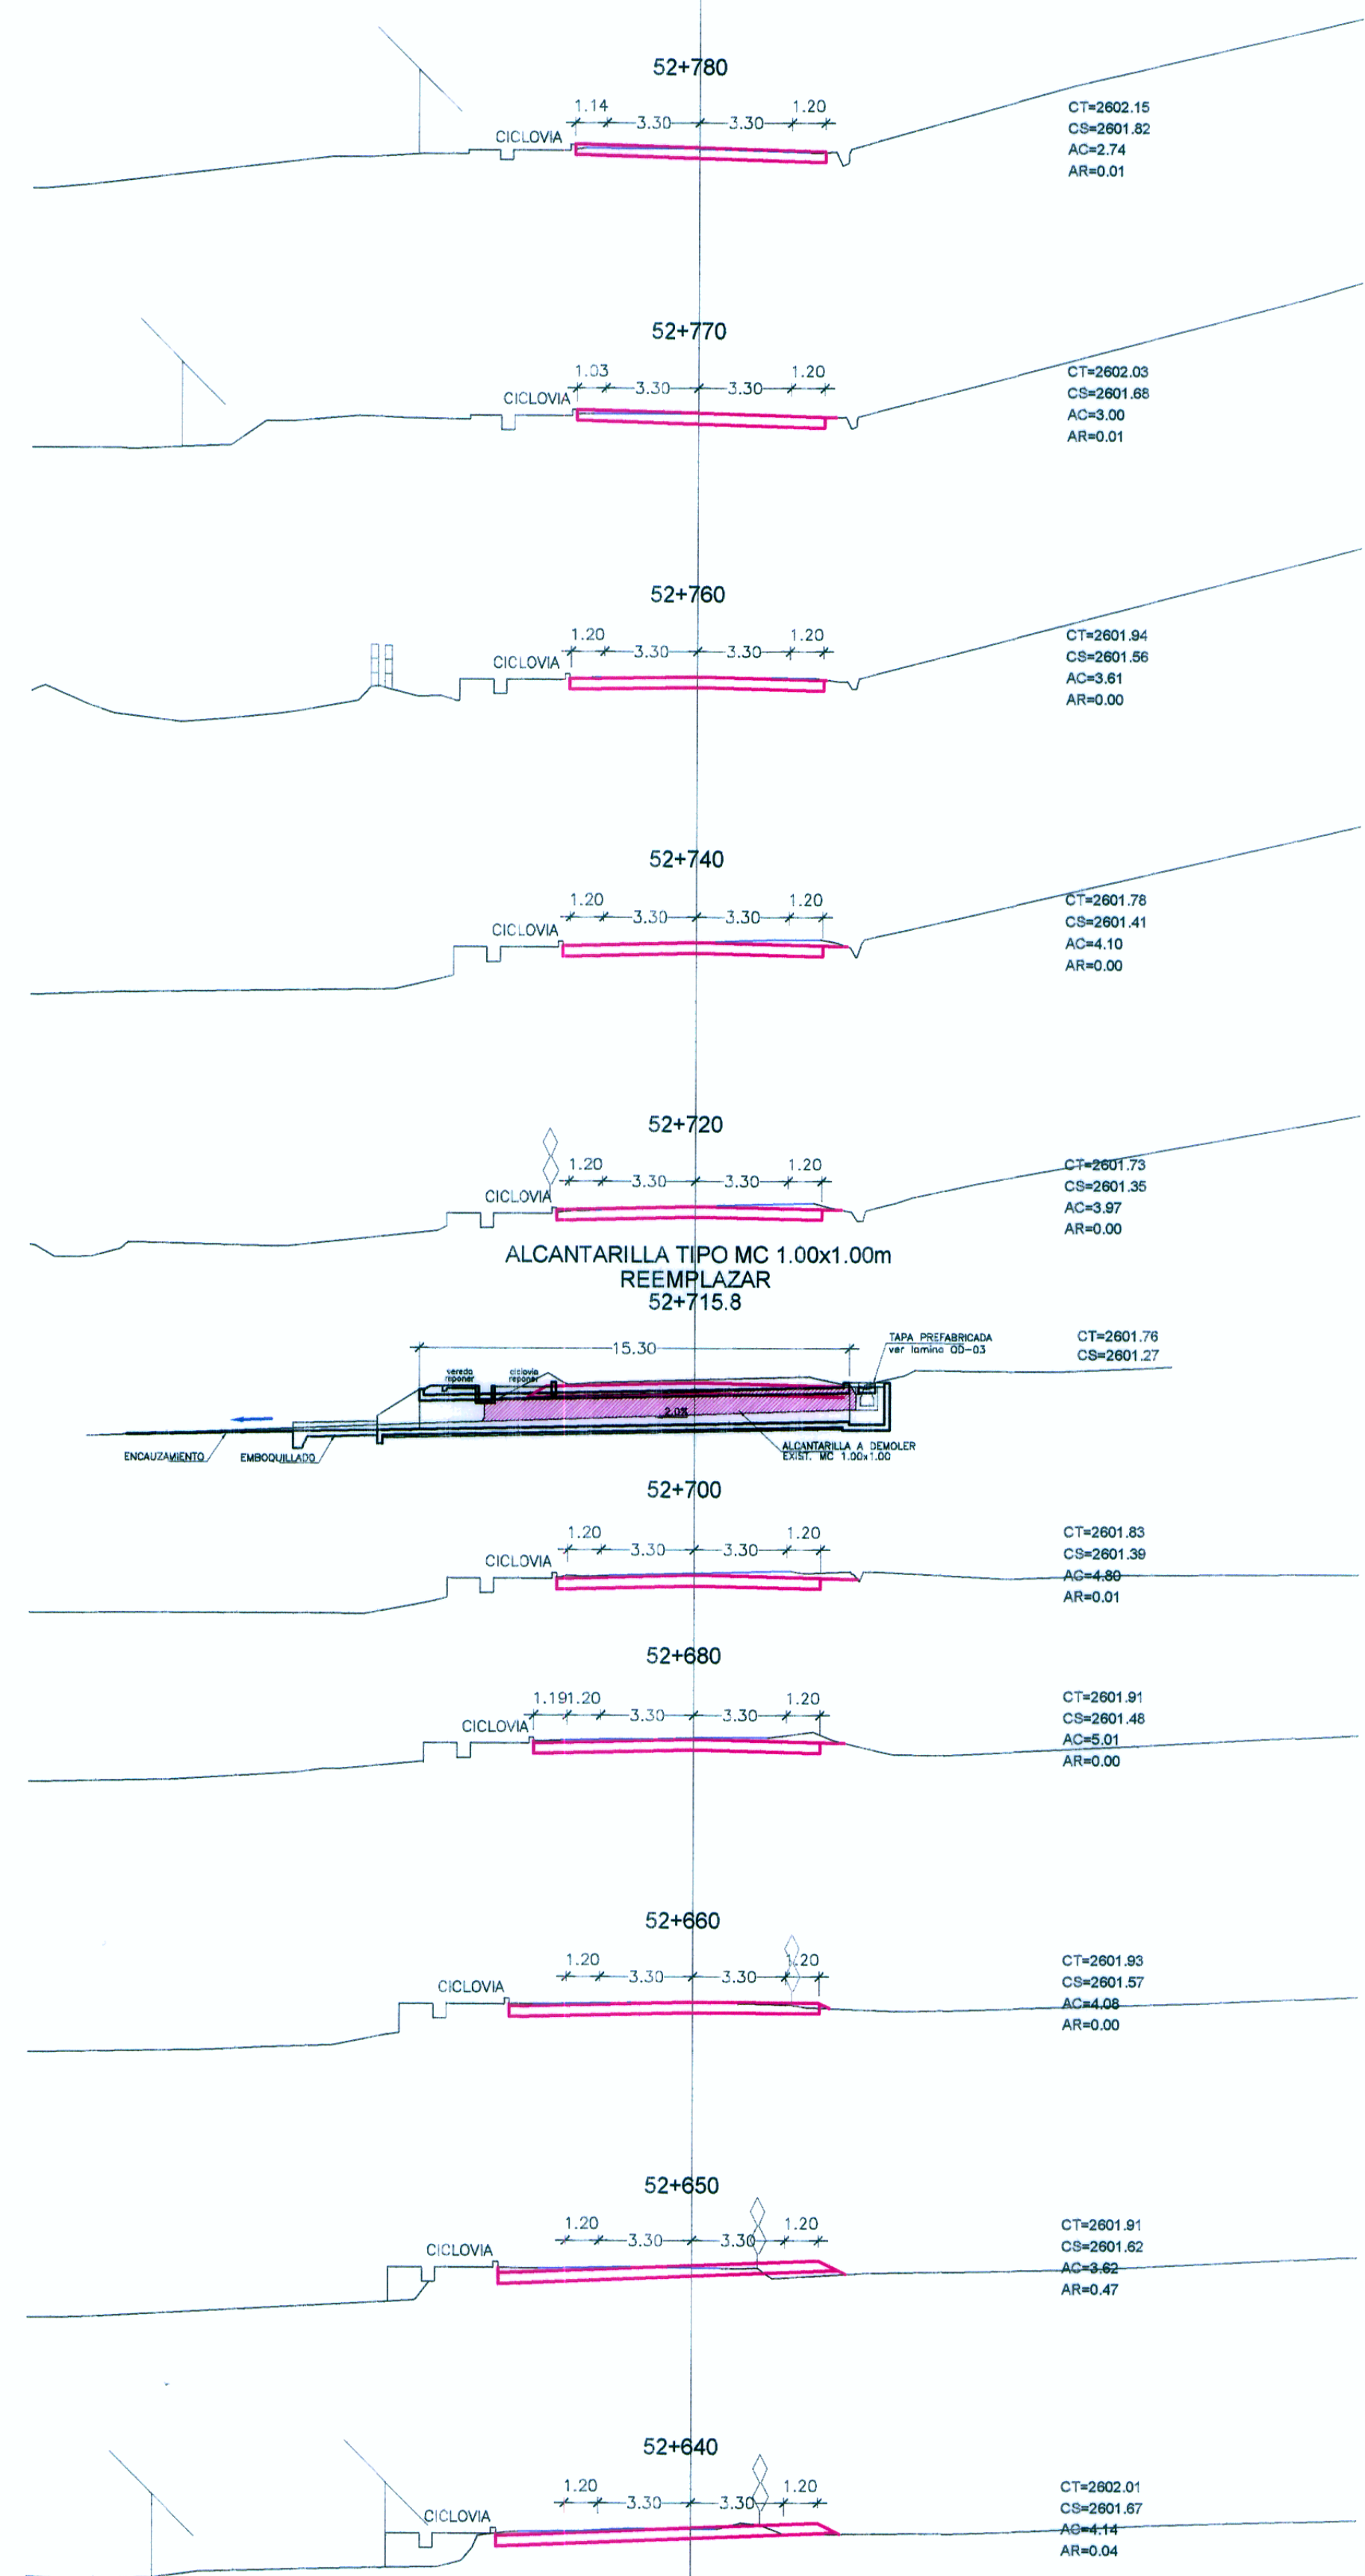 52+780
1.14 3.30 3.30 1.20
CICLOVIA
CT=2602.15
CS=2601.82
AC=2.74
AR=0.01
52+770
1.03 3.30 3.30 1.20
CICLOVIA
CT=2602.03
CS=2601.68
AC=3.00
AR=0.01
52+760
1.20 3.30 3.30 1.20
CICLOVIA
CT=2601.94
CS=2601.56
AC=3.61
AR=0.00
52+740
1.20 3.30 3.30 1.20
CICLOVIA
CT=2601.78
CS=2601.41
AC=4.10
AR=0.00
52+720
1.20 3.30 3.30 1.20
CICLOVIA
CT=2601.73
CS=2601.35
AC=3.97
AR=0.00
ALCANTARILLA TIPO MC 1.00x1.00m
REEMPLAZAR
52+715.8
15.30
TAPA PREFABRICADA
ver lamina OD-03
CT=2601.76
CS=2601.27
vereda
reponer
ciclovia
reponer
2.0%
ENCAUZAMIENTO
EMBOQUILLADO
ALCANTARILLA A DEMOLER
EXIST. MC 1.00x1.00
52+700
1.20 3.30 3.30 1.20
CICLOVIA
CT=2601.83
CS=2601.39
AC=4.80
AR=0.01
52+680
1.19 1.20 3.30 3.30 1.20
CICLOVIA
CT=2601.91
CS=2601.48
AC=5.01
AR=0.00
52+660
1.20 3.30 3.30 1.20
CICLOVIA
CT=2601.93
CS=2601.57
AC=4.08
AR=0.00
52+650
1.20 3.30 3.30 1.20
CICLOVIA
CT=2601.91
CS=2601.62
AC=3.62
AR=0.47
52+640
1.20 3.30 3.30 1.20
CICLOVIA
CT=2602.01
CS=2601.67
AC=4.14
AR=0.04